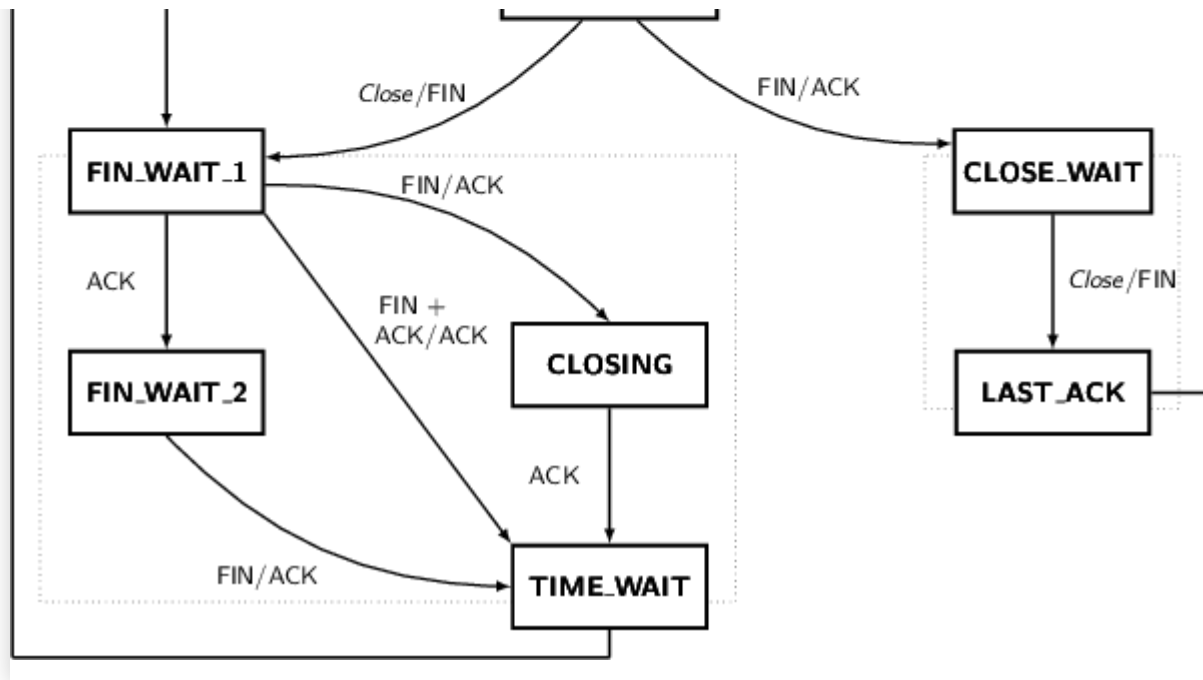 Close/FIN
FIN/ACK
FIN_WAIT_1
CLOSE_WAIT
FIN/ACK
ACK
Close/FIN
FIN +
ACK/ACK
CLOSING
FIN_WAIT_2
LAST_ACK
ACK
FIN/ACK
TIME_WAIT